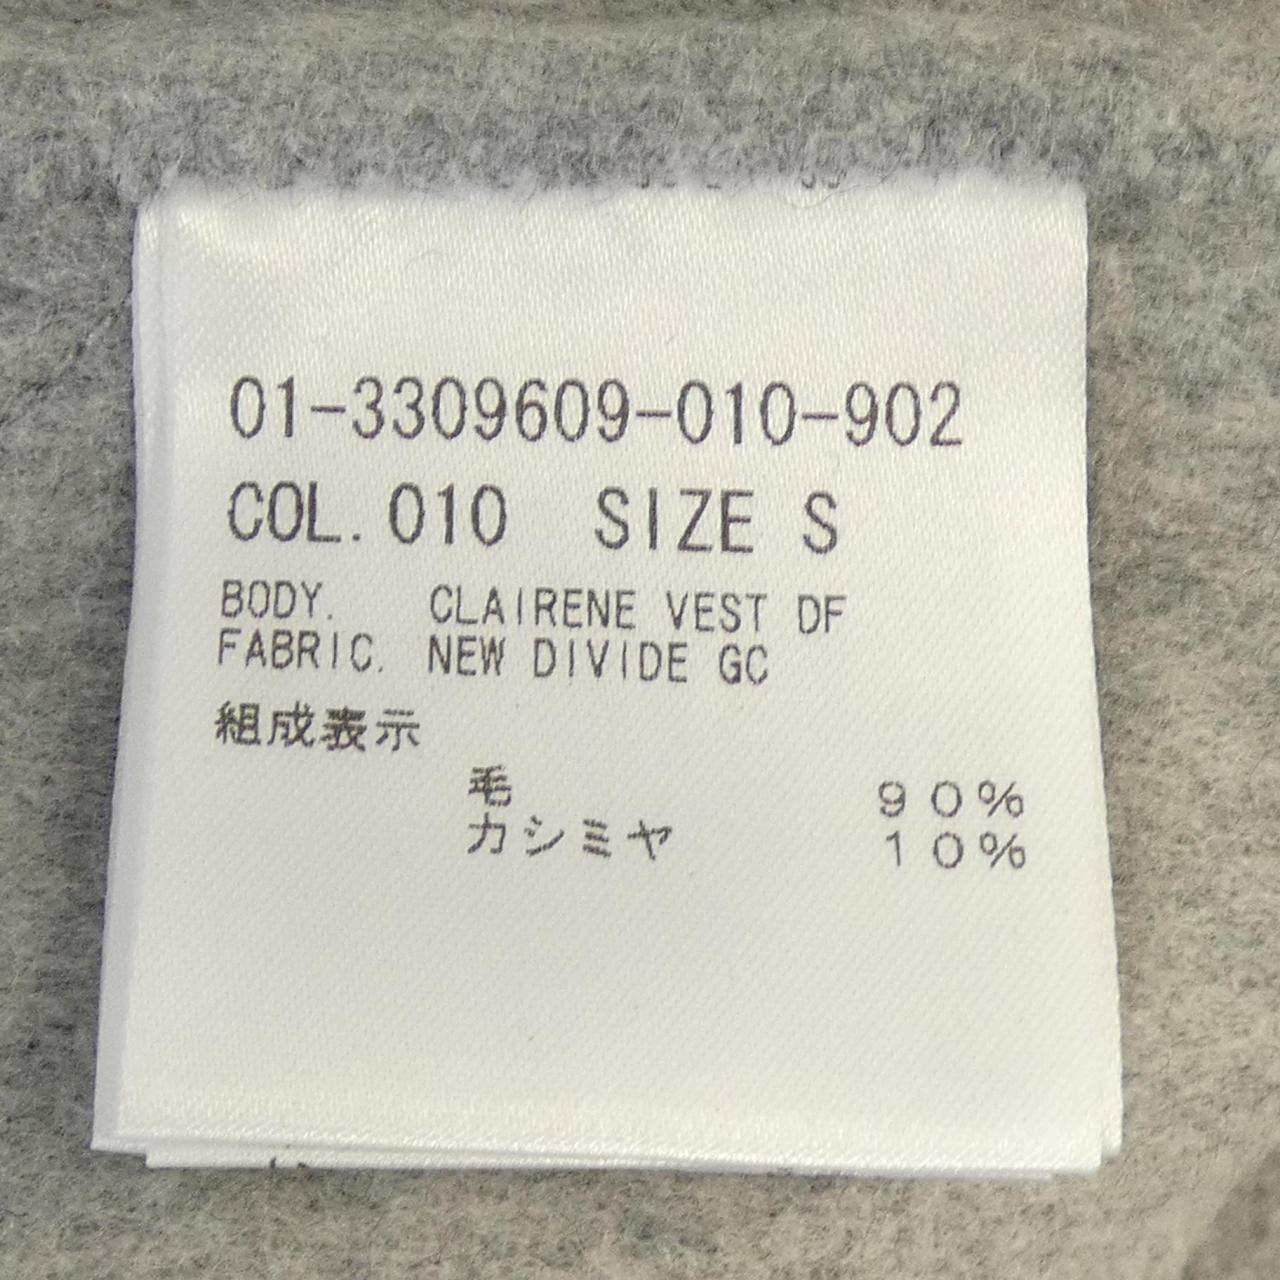 01-3309609-010-902
COL.010 SIZE S
BODY. CLAIRENE VEST DF
FABRIC. NEW DIVIDE GC
組成表示
毛 90%
カシミヤ 10%